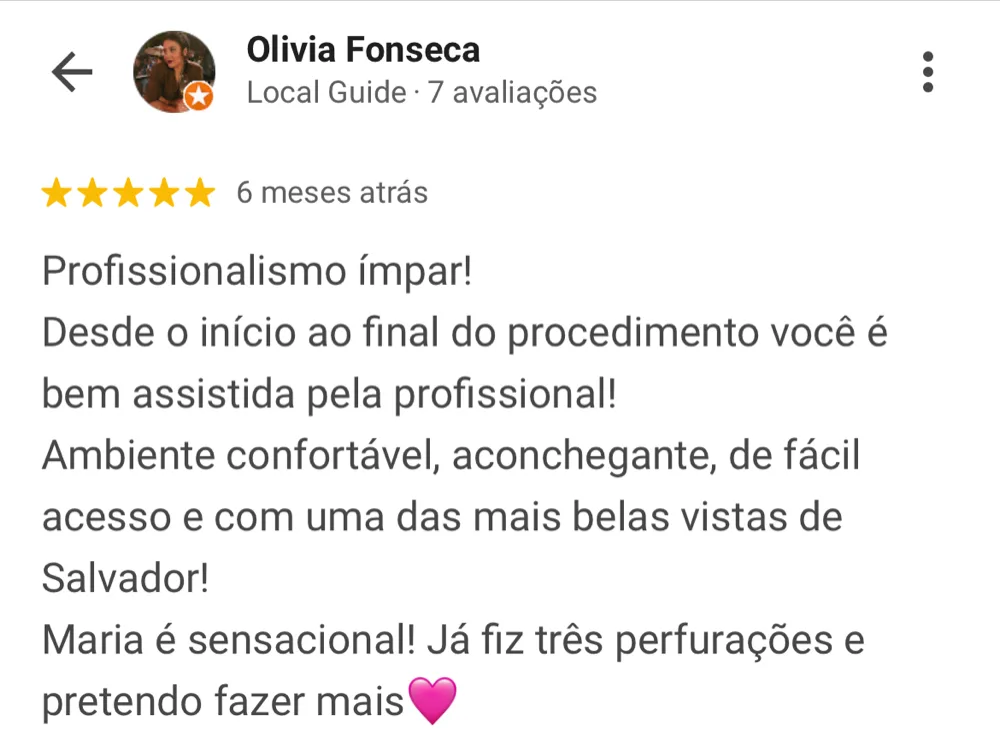 Olivia Fonseca
Local Guide · 7 avaliações
6 meses atrás
Profissionalismo ímpar!
Desde o início ao final do procedimento você é
bem assistida pela profissional!
Ambiente confortável, aconchegante, de fácil
acesso e com uma das mais belas vistas de
Salvador!
Maria é sensacional! Já fiz três perfurações e
pretendo fazer mais🩷